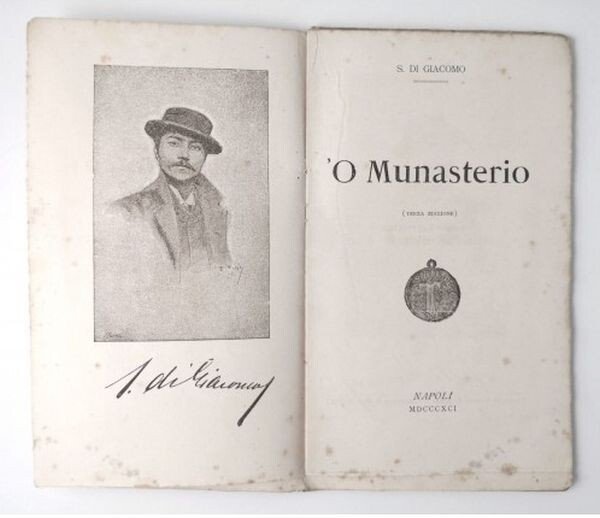 S. di Giacomo
S. DI GIACOMO
'O Munasterio
(TERZA EDIZIONE)
NAPOLI
MDCCCXCI